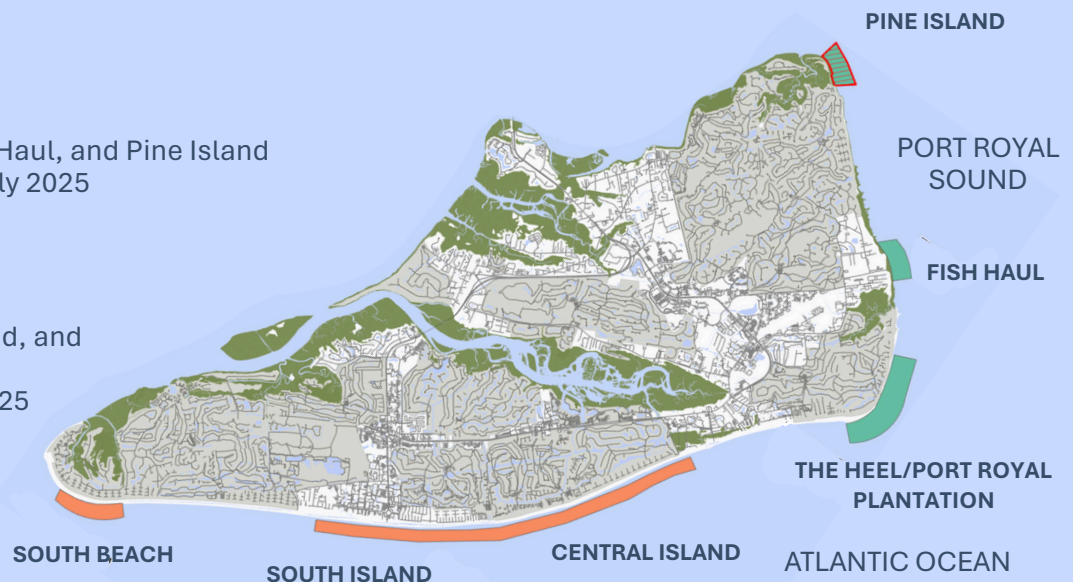 PINE ISLAND
Haul, and Pine Island
ly 2025
PORT ROYAL
SOUND
FISH HAUL
d, and
25
THE HEEL/PORT ROYAL
PLANTATION
SOUTH BEACH
SOUTH ISLAND
CENTRAL ISLAND
ATLANTIC OCEAN